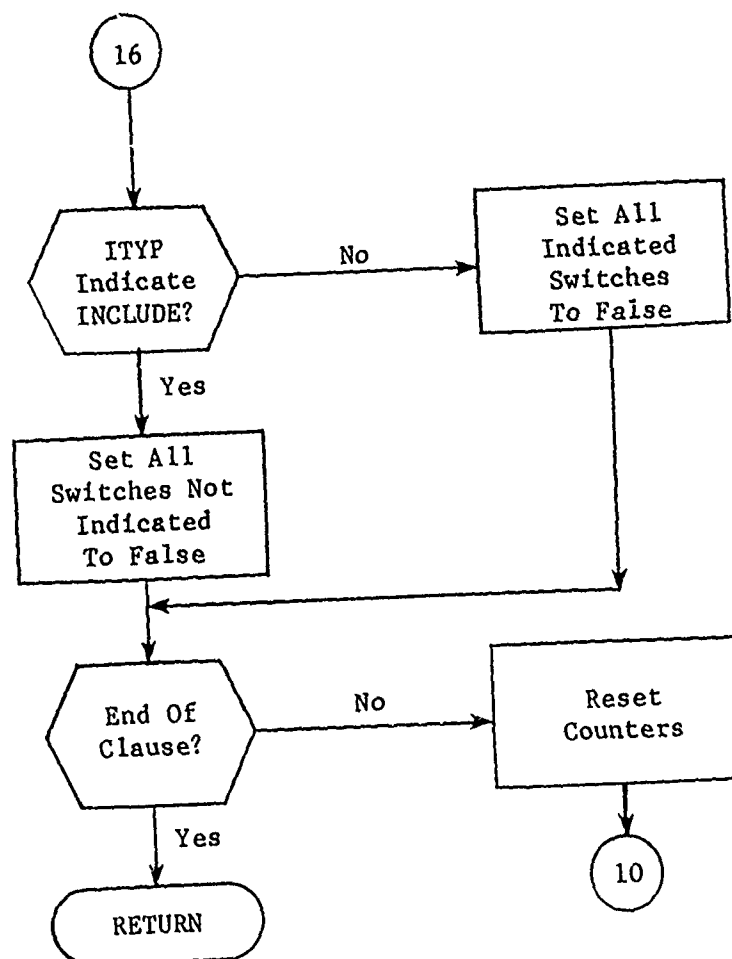 16
ITYP
Indicate
INCLUDE?
No
Set All
Indicated
Switches
To False
Yes
Set All
Switches Not
Indicated
To False
End Of
Clause?
No
Reset
Counters
Yes
10
RETURN